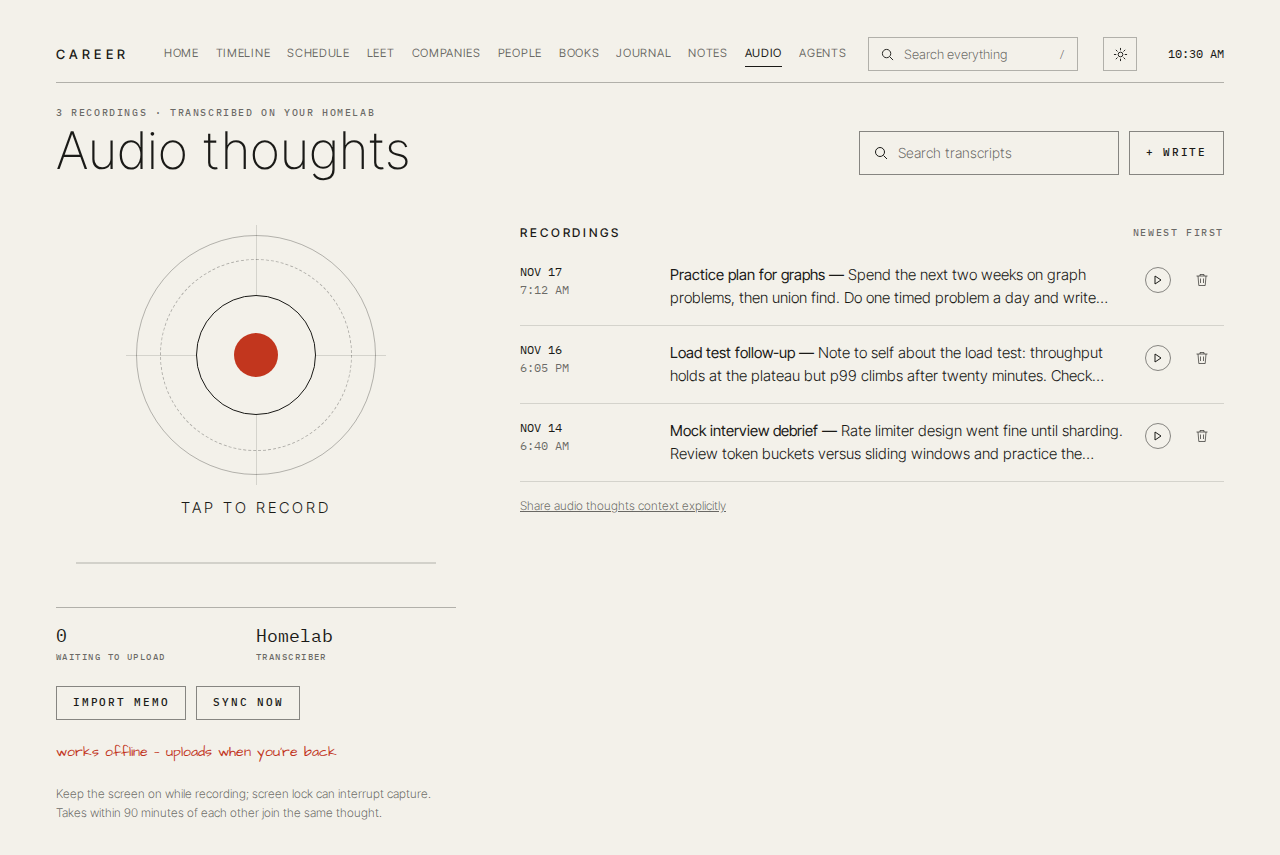 CAREER HOME TIMELINE SCHEDULE LEET COMPANIES PEOPLE BOOKS JOURNAL NOTES AUDIO AGENTS Search everything / 10:30 AM
3 RECORDINGS · TRANSCRIBED ON YOUR HOMELAB
Audio thoughts
Search transcripts
+ WRITE
TAP TO RECORD
0
WAITING TO UPLOAD
Homelab
TRANSCRIBER
IMPORT MEMO
SYNC NOW
works offline - uploads when you're back
Keep the screen on while recording; screen lock can interrupt capture.
Takes within 90 minutes of each other join the same thought.
RECORDINGS
NEWEST FIRST
NOV 17
7:12 AM
Practice plan for graphs — Spend the next two weeks on graph
problems, then union find. Do one timed problem a day and write…
NOV 16
6:05 PM
Load test follow-up — Note to self about the load test: throughput
holds at the plateau but p99 climbs after twenty minutes. Check…
NOV 14
6:40 AM
Mock interview debrief — Rate limiter design went fine until sharding.
Review token buckets versus sliding windows and practice the…
Share audio thoughts context explicitly